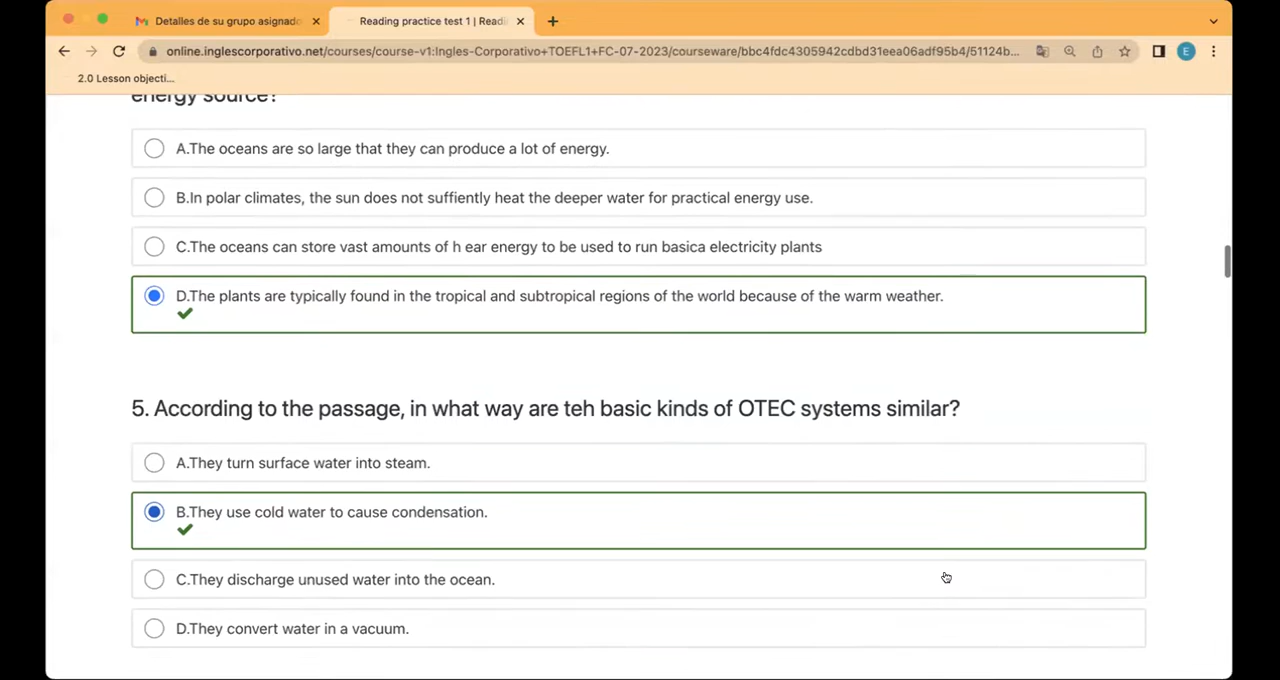 Detalles de su grupo asignado
Reading practice test 1 | Readi
online.inglescorporativo.net/courses/course-v1:Ingles-Corporativo+TOEFL1+FC-07-2023/courseware/bbc4fdc4305942cdbd31eea06adf95b4/51124b...
E
2.0 Lesson objecti...
energy source?
A.The oceans are so large that they can produce a lot of energy.
B.In polar climates, the sun does not suffiently heat the deeper water for practical energy use.
C.The oceans can store vast amounts of h ear energy to be used to run basica electricity plants
D.The plants are typically found in the tropical and subtropical regions of the world because of the warm weather.
5. According to the passage, in what way are teh basic kinds of OTEC systems similar?
A.They turn surface water into steam.
B.They use cold water to cause condensation.
C.They discharge unused water into the ocean.
D.They convert water in a vacuum.